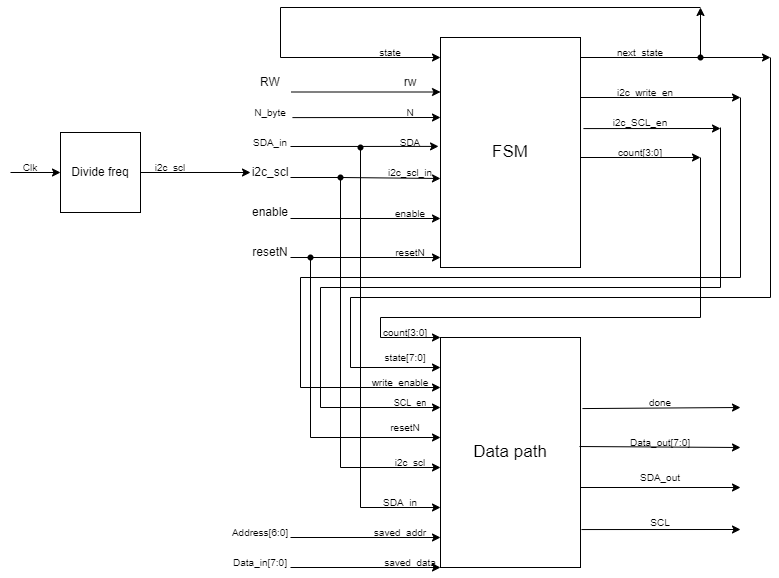 state
next_state
RW
rw
i2c_write_en
N_byte
N
i2c_SCL_en
SDA_in
SDA
FSM
count[3:0]
Clk
Divide freq
i2c_scl
i2c_scl
i2c_scl_in
enable
enable
resetN
resetN
count[3:0]
state[7:0]
write_enable
SCL_en
done
resetN
Data path
Data_out[7:0]
i2c_scl
SDA_out
SDA_in
SCL
Address[6:0]
saved_addr
Data_in[7:0]
saved_data